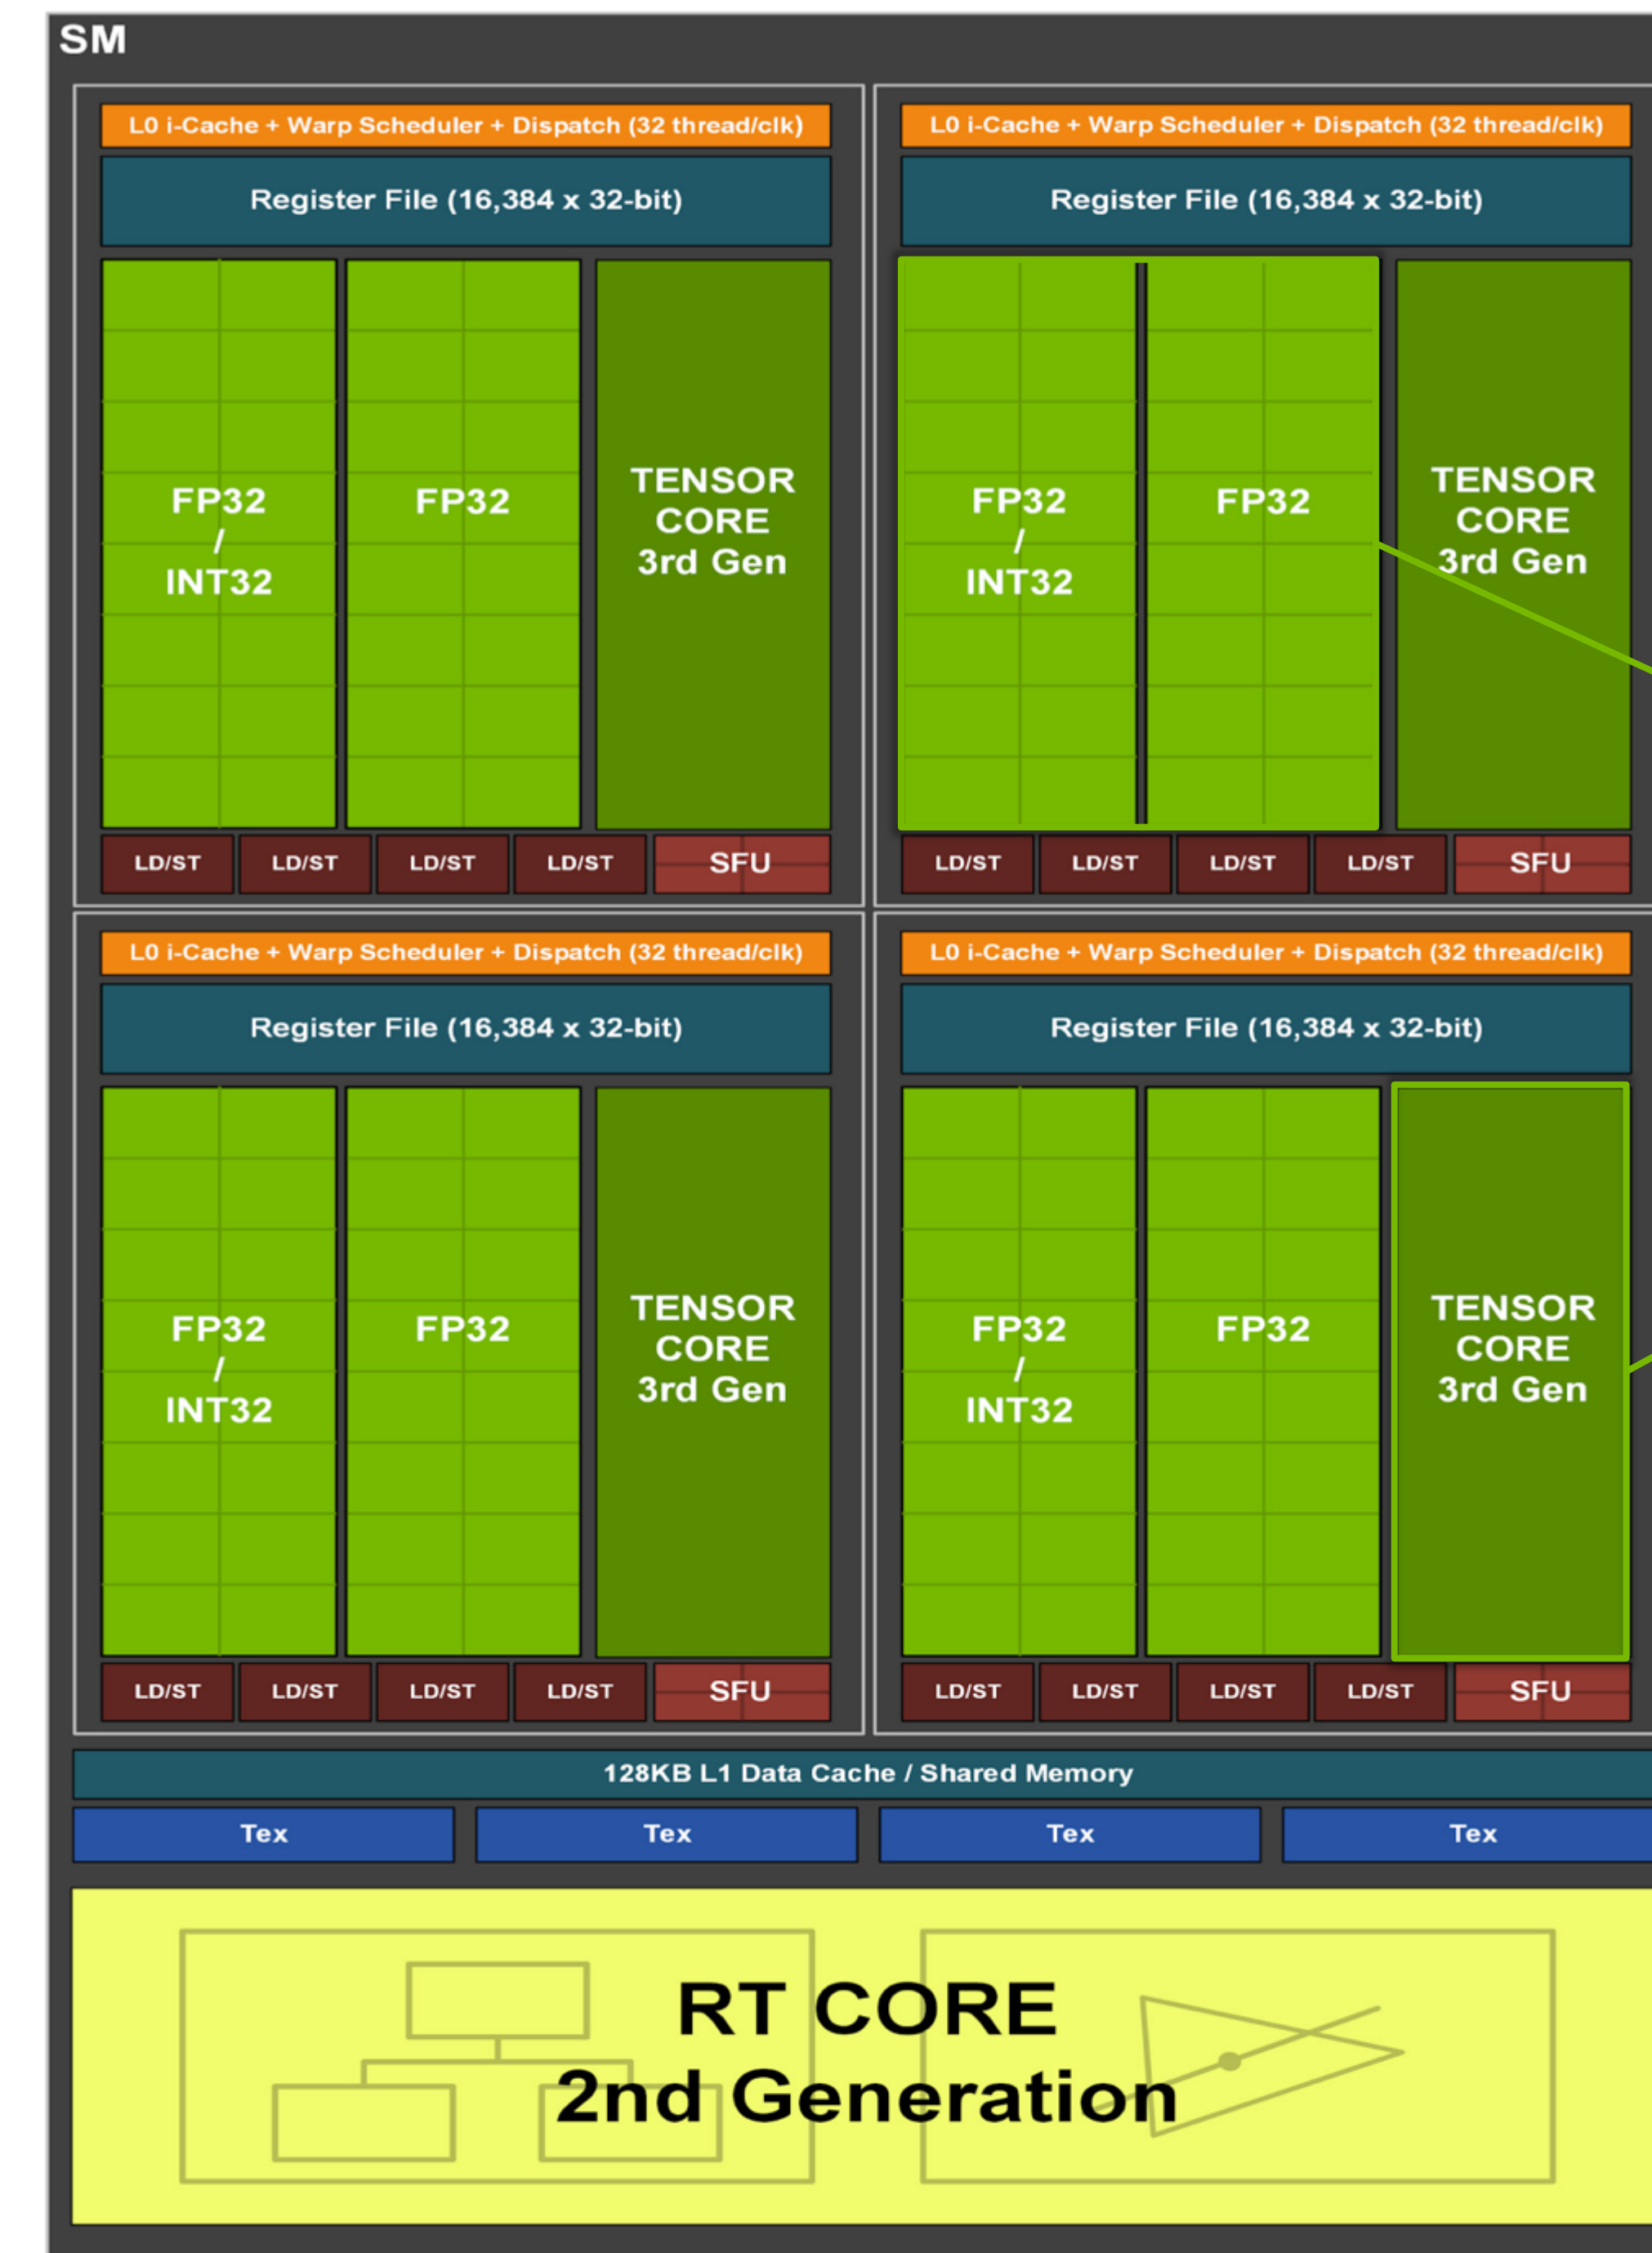 SM
L0 i-Cache + Warp Scheduler + Dispatch (32 thread/clk)
Register File (16,384 x 32-bit)
FP32
/
INT32
FP32
TENSOR
CORE
3rd Gen
LD/ST
LD/ST
LD/ST
LD/ST
SFU
L0 i-Cache + Warp Scheduler + Dispatch (32 thread/clk)
Register File (16,384 x 32-bit)
FP32
/
INT32
FP32
TENSOR
CORE
3rd Gen
LD/ST
LD/ST
LD/ST
LD/ST
SFU
L0 i-Cache + Warp Scheduler + Dispatch (32 thread/clk)
Register File (16,384 x 32-bit)
FP32
/
INT32
FP32
TENSOR
CORE
3rd Gen
LD/ST
LD/ST
LD/ST
LD/ST
SFU
L0 i-Cache + Warp Scheduler + Dispatch (32 thread/clk)
Register File (16,384 x 32-bit)
FP32
/
INT32
FP32
TENSOR
CORE
3rd Gen
LD/ST
LD/ST
LD/ST
LD/ST
SFU
128KB L1 Data Cache / Shared Memory
Tex
Tex
Tex
Tex
RT CORE
2nd Generation